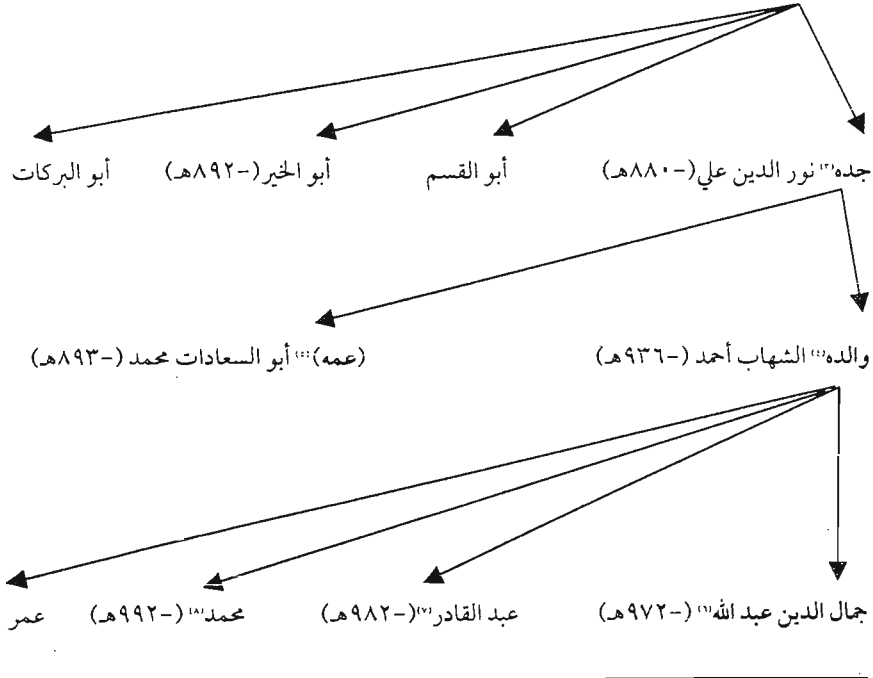 جده(٣) نور الدين علي(-٨٨٠هـ) أبو القسم أبو الخير(-٨٩٢هـ) أبو البركات
والده(٤) الشهاب أحمد (-٩٣٦هـ) (عمه)(٥) أبو السعادات محمد (-٨٩٣هـ)
جمال الدين عبد الله(٦) (-٩٧٢هـ) عبد القادر(٧)(-٩٨٢هـ) محمد(٨) (-٩٩٢هـ) عمر